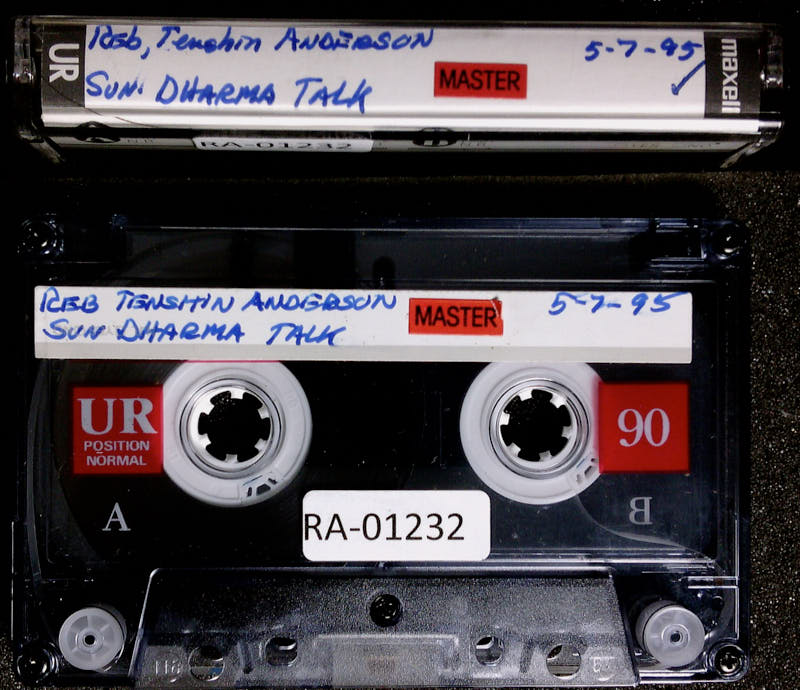 Reb, Tenshin ANDERSON 5-7-95
SUN DHARMA TALK MASTER
UR
maxell
RA-01232
REB TENSHIN ANDERSON 5-7-95
SUN DHARMA TALK MASTER
UR
POSITION
NORMAL
90
A
B
RA-01232